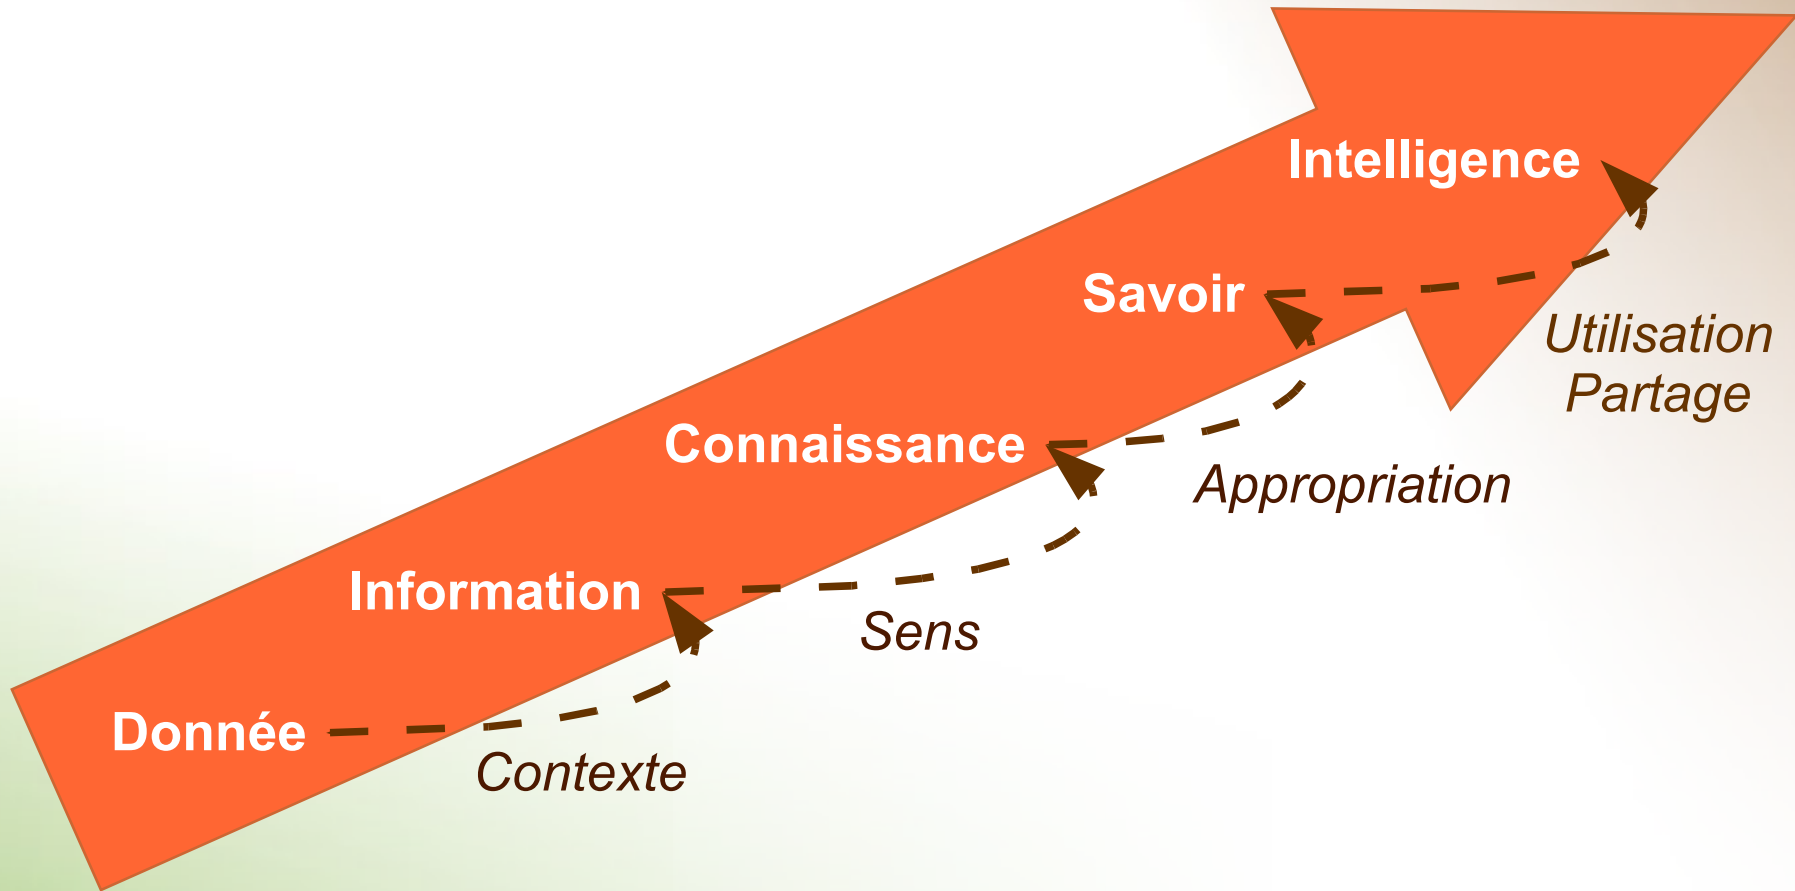 Intelligence
Savoir
Utilisation
Partage
Connaissance
Appropriation
Information
Sens
Donnée
Contexte